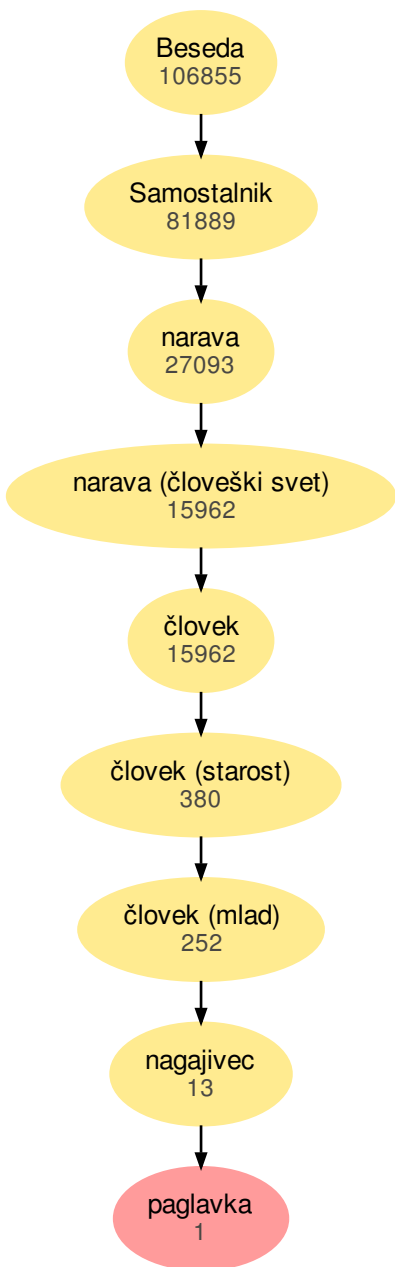 Beseda
106855
Samostalnik
81889
narava
27093
narava (človeški svet)
15962
človek
15962
človek (starost)
380
človek (mlad)
252
nagajivec
13
paglavka
1